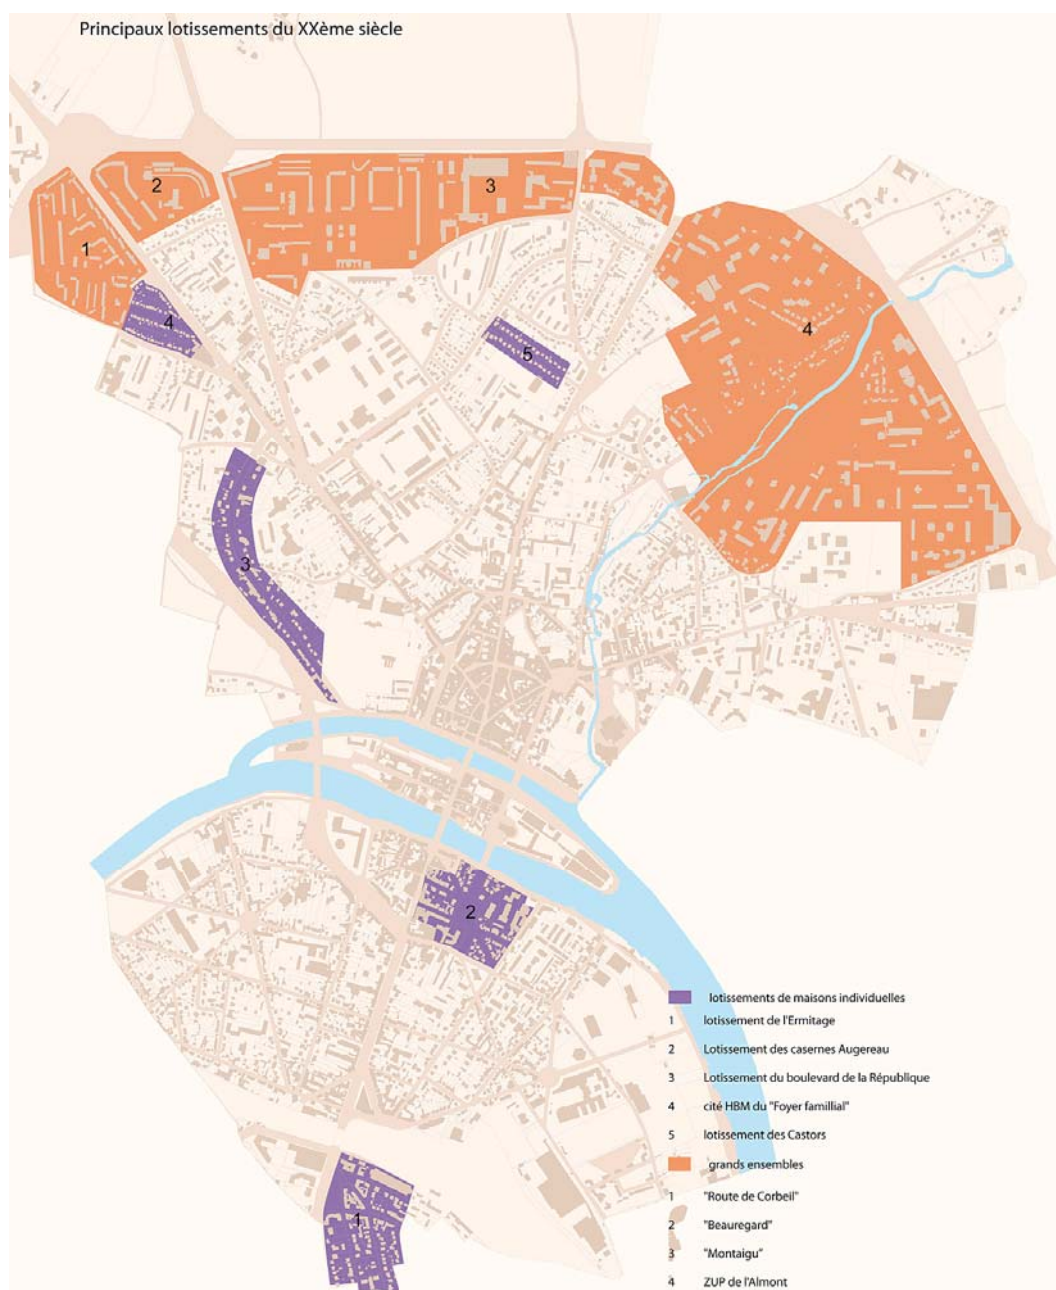 Principaux lotissements du XXème siècle
2
3
1
4
5
4
3
2
1
lotissements de maisons individuelles
1 lotissement de l'Ermitage
2 Lotissement des casernes Augereau
3 Lotissement du boulevard de la République
4 cité HBM du "Foyer famillial"
5 lotissement des Castors
grands ensembles
1 "Route de Corbeil"
2 "Beauregard"
3 "Montaigu"
4 ZUP de l'Almont